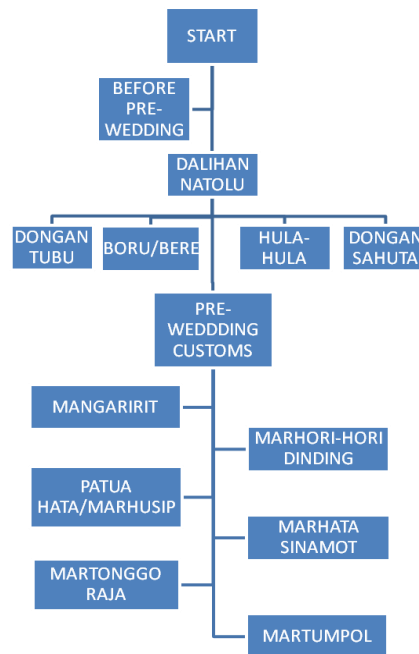 START
BEFORE
PRE-
WEDDING
DALIHAN
NATOLU
DONGAN
TUBU
BORU/BERE
HULA-
HULA
DONGAN
SAHUTA
PRE-
WEDDDING
CUSTOMS
MANGARIRIT
MARHORI-HORI
DINDING
PATUA
HATA/MARHUSIP
MARHATA
SINAMOT
MARTONGGO
RAJA
MARTUMPOL